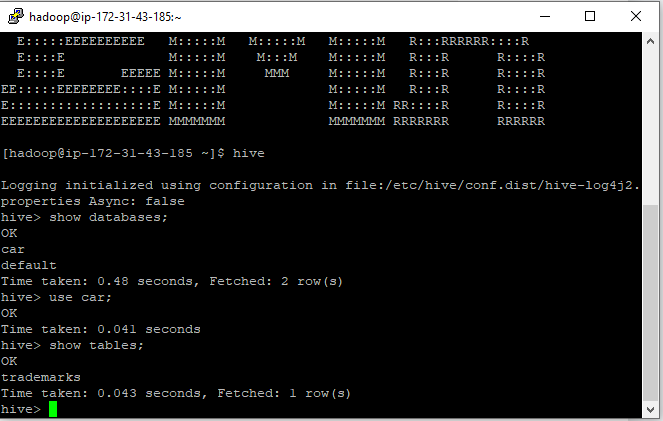 hadoop@ip-172-31-43-185:~
E:::::EEEEEEEEEE   M:::::M   M:::::M   M:::::M   R:::RRRRRR::::R
E::::E             M:::::M    M:::M    M:::::M   R:::R      R::::R
E::::E       EEEEE M:::::M     MMM     M:::::M   R:::R      R::::R
EE:::::EEEEEEEE::::E M:::::M             M:::::M   R:::R      R::::R
E::::::::::::::::::E M:::::M             M:::::M RR::::R      R::::R
EEEEEEEEEEEEEEEEEEEE MMMMMMM             MMMMMMM RRRRRRR      RRRRRR
[hadoop@ip-172-31-43-185 ~]$ hive
Logging initialized using configuration in file:/etc/hive/conf.dist/hive-log4j2.
properties Async: false
hive> show databases;
OK
car
default
Time taken: 0.48 seconds, Fetched: 2 row(s)
hive> use car;
OK
Time taken: 0.041 seconds
hive> show tables;
OK
trademarks
Time taken: 0.043 seconds, Fetched: 1 row(s)
hive>